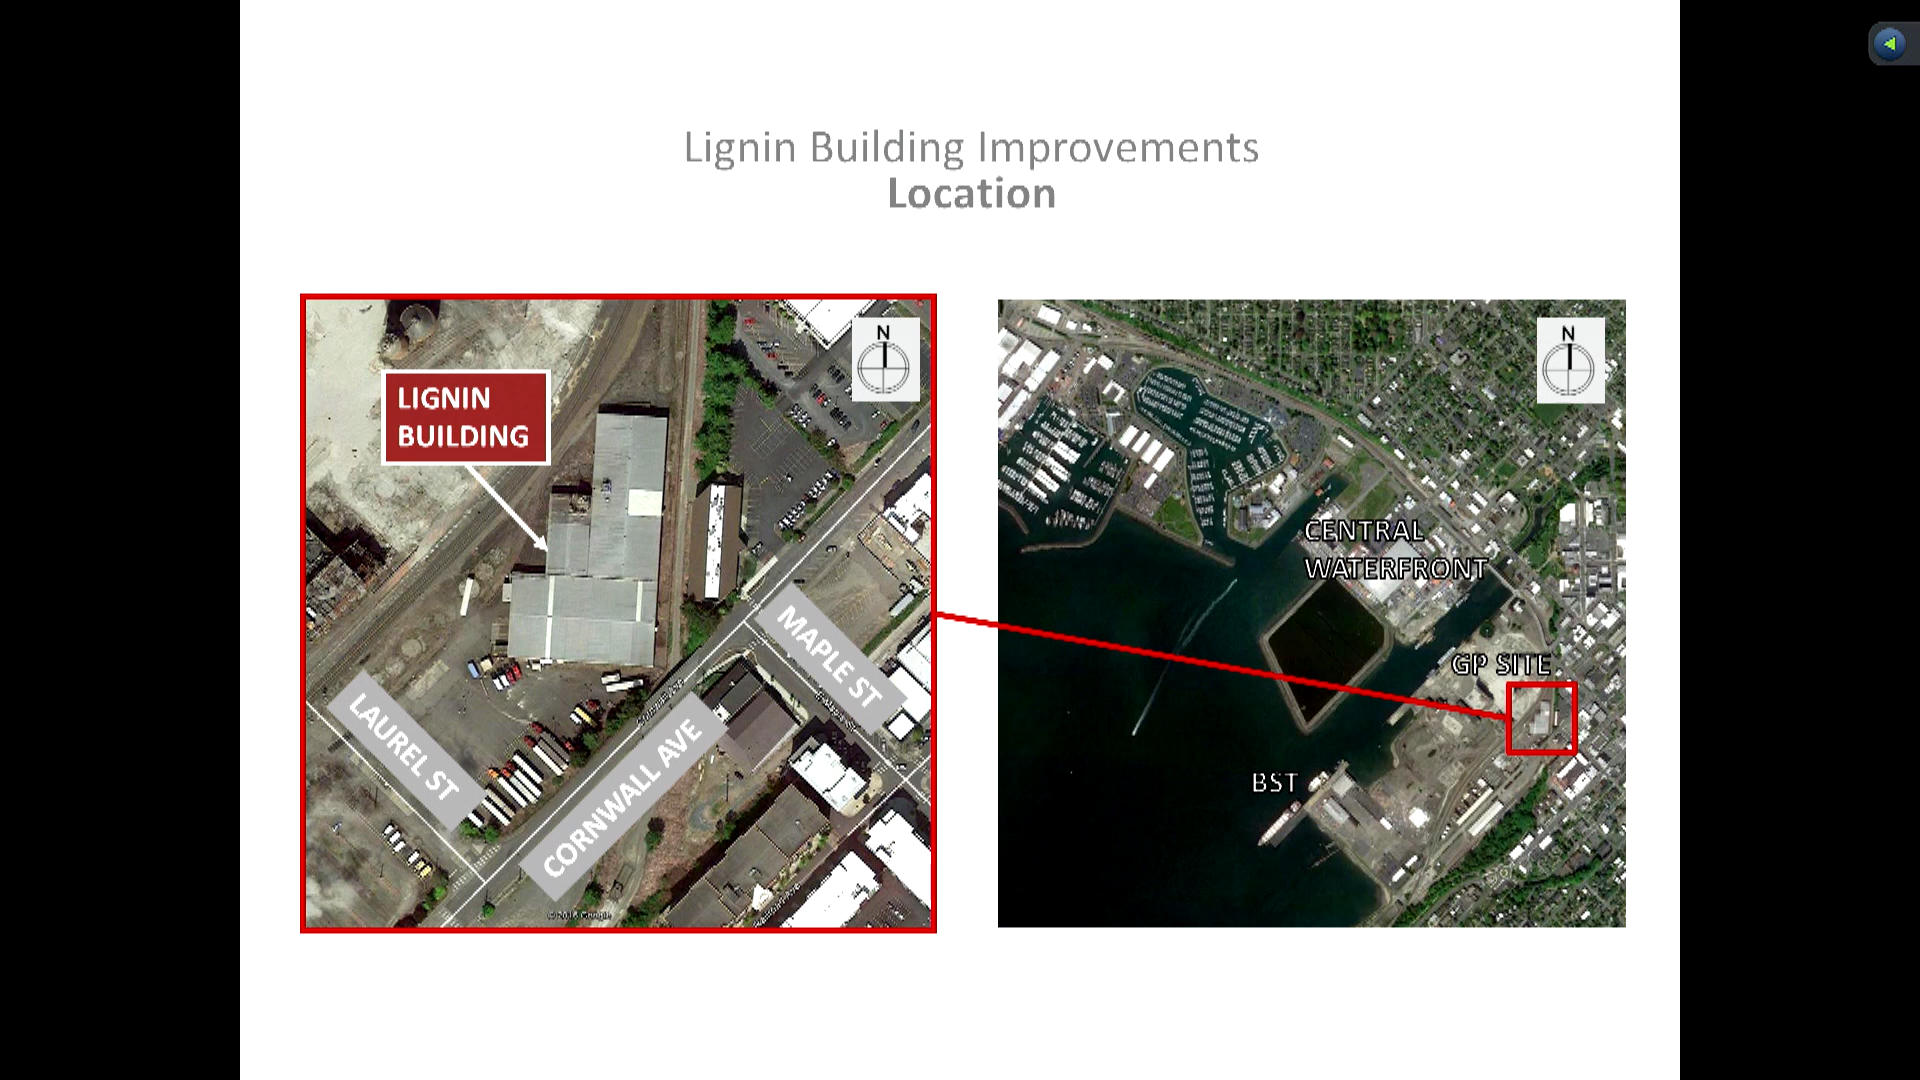 Lignin Building Improvements
Location
N
LIGNIN
BUILDING
MAPLE ST
LAUREL ST
CORNWALL AVE
N
CENTRAL
WATERFRONT
GP SITE
BST